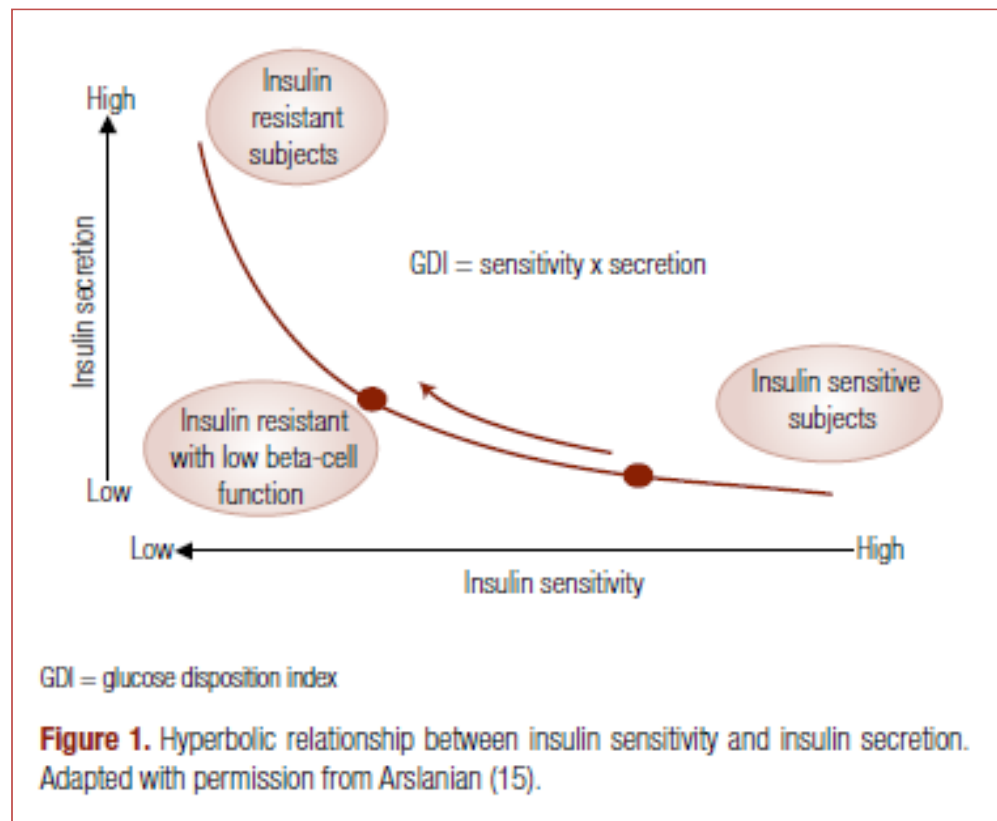 High
Insulin
resistant
subjects
Insulin secretion
GDI = sensitivity x secretion
Insulin sensitive
subjects
Insulin resistant
with low beta-cell
function
Low
Low
High
Insulin sensitivity
GDI = glucose disposition index
Figure 1. Hyperbolic relationship between insulin sensitivity and insulin secretion.
Adapted with permission from Arslanian (15).